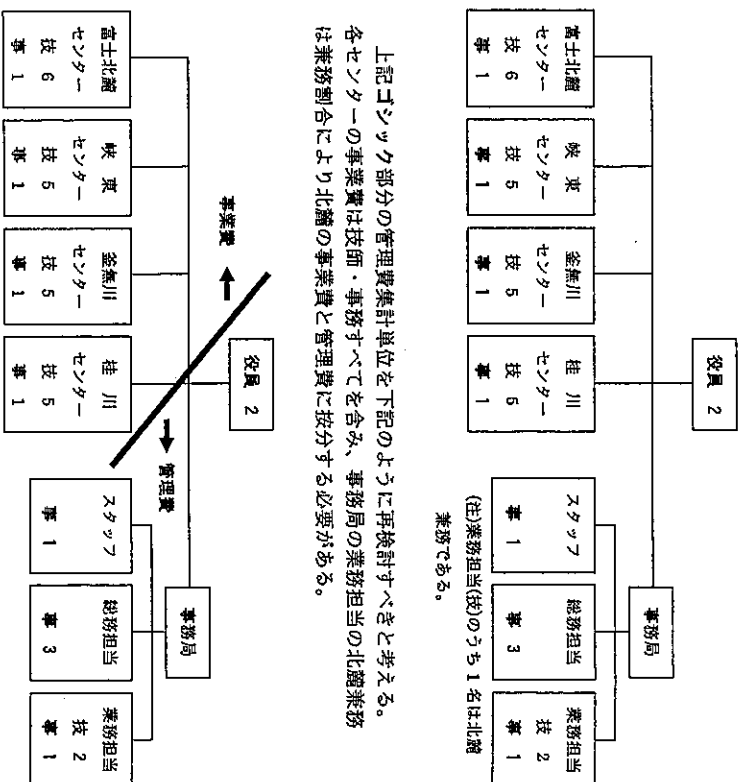 役員 2
事務局
富士北麓
センター
技 6
事 1
峡 東
センター
技 5
事 1
釜無川
センター
技 5
事 1
桂 川
センター
技 5
事 1
スタッフ
事 1
総務担当
事 3
業務担当
技 2
事 1
(注)業務担当(技)のうち1名は北麓
兼務である。
上記ゴシック部分の管理費集計単位を下記のように再検討すべきと考える。
各センターの事業費は技師・事務すべてを含み、事務局の業務担当の北麓兼務
は兼務割合により北麓の事業費と管理費に按分する必要がある。
役員 2
事業費
管理費
事務局
富士北麓
センター
技 6
事 1
峡 東
センター
技 5
事 1
釜無川
センター
技 5
事 1
桂 川
センター
技 5
事 1
スタッフ
事 1
総務担当
事 3
業務担当
技 2
事 1